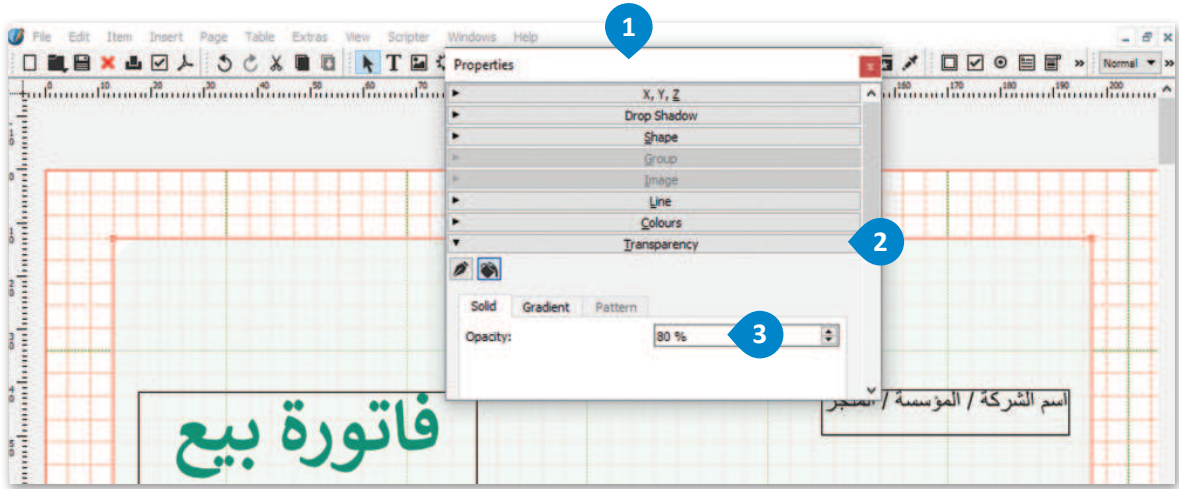 1
File Edit Item Insert Page Table Extras View Scripter Windows Help
Normal
Properties
X, Y, Z
Drop Shadow
Shape
Group
Image
Line
Colours
Transparency
2
Solid Gradient Pattern
Opacity: 80 %
3
فاتورة بيع
اسم الشركة / المؤسسة / المتجر